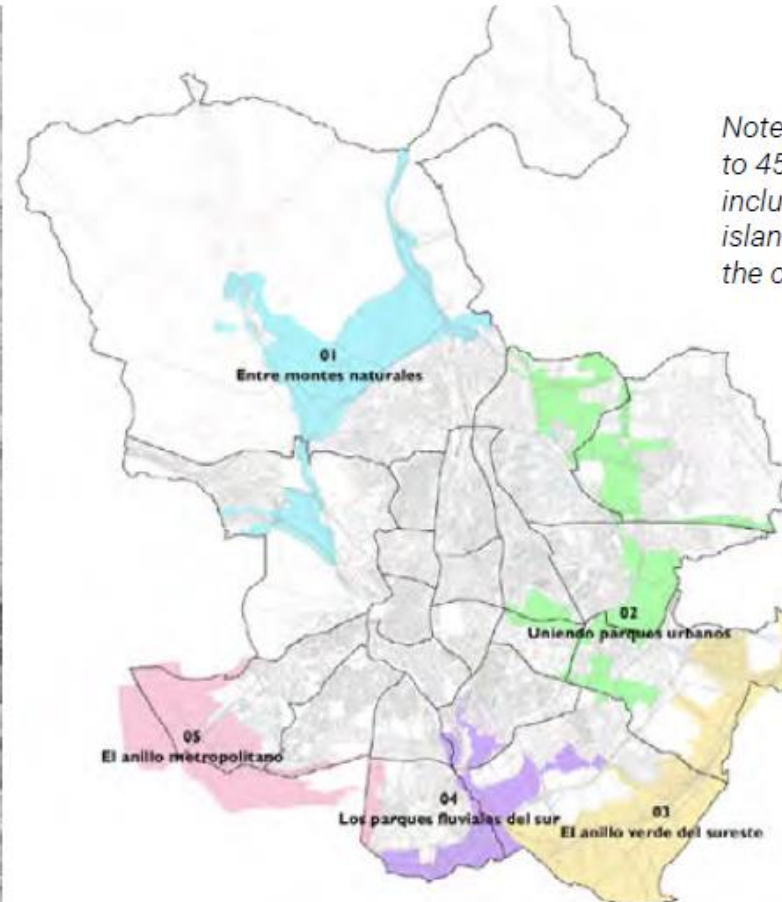 Note
to 45
inclu
islan
the c
01
Entre montes naturales
02
Uniendo parques urbanos
05
El anillo metropolitano
04
Los parques fluviales del sur
03
El anillo verde del sureste